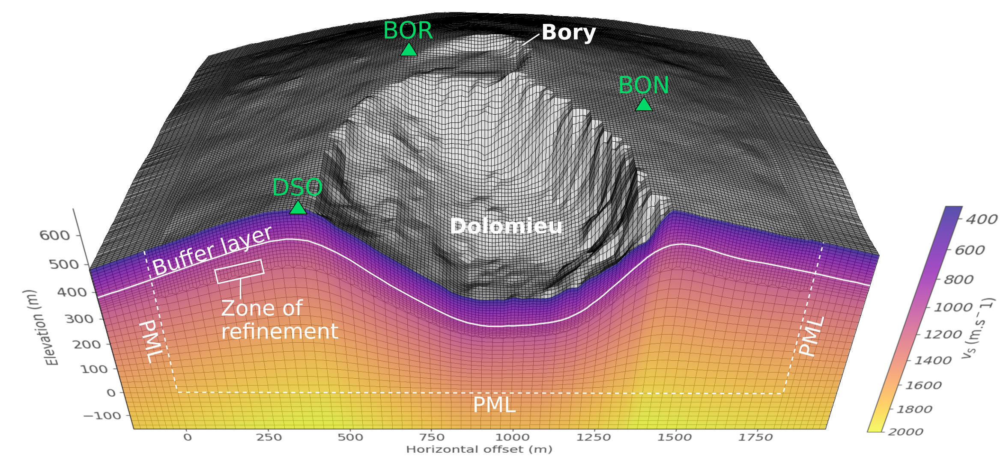 BOR
Bory
BON
DSO
Dolomieu
Buffer layer
Zone of
refinement
PML
PML
PML
Elevation (m)
600
500
400
300
200
100
0
−100
0
250
500
750
1000
1250
1500
1750
Horizontal offset (m)
400
600
800
1000
1200
1400
1600
1800
2000
vS (m.s⁻1)